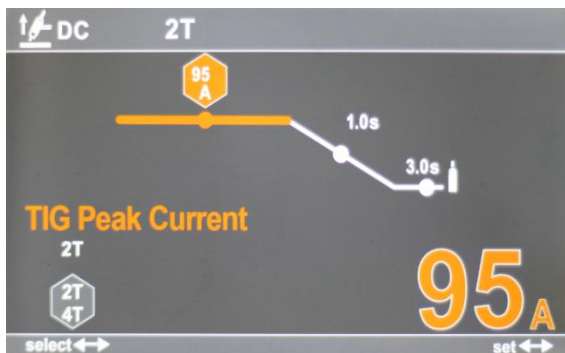 DC 2T
95
A
1.0s
3.0s
TIG Peak Current
2T
2T
4T
95A
select set